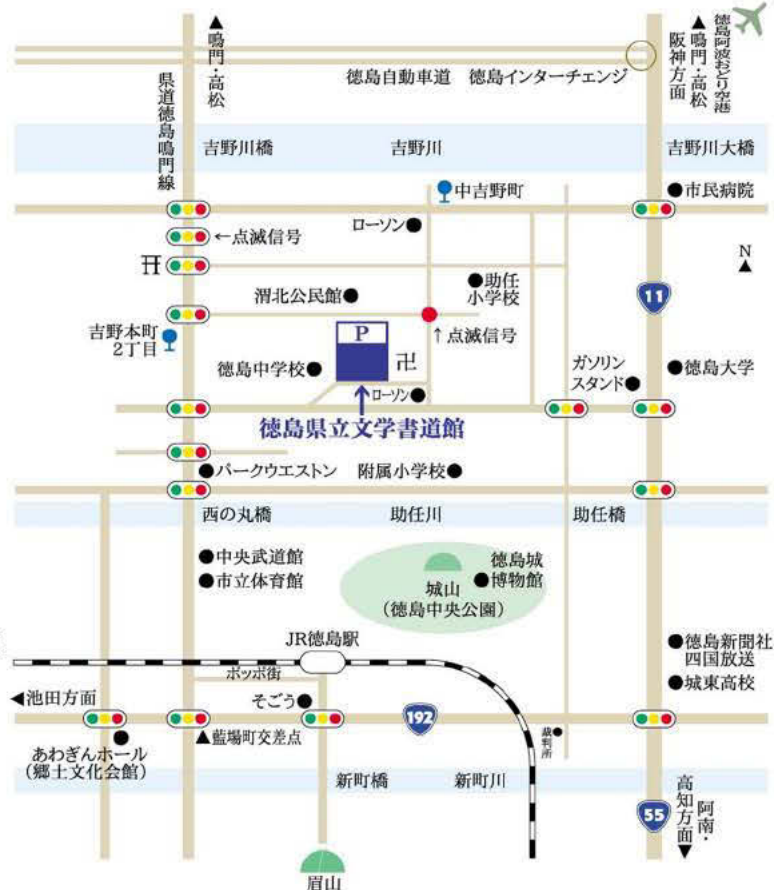 ▲鳴門・高松
徳島阿波おどり空港
▲鳴門・高松
阪神方面
徳島自動車道 徳島インターチェンジ
県道徳島鳴門線
吉野川橋 吉野川 吉野川大橋
中吉野町
市民病院
ローソン
←点滅信号
N
▲
助任
小学校
渭北公民館
11
吉野本町
2丁目
P
↑点滅信号
卍
徳島中学校
ガソリン
スタンド
徳島大学
ローソン
徳島県立文学書道館
パークウエストン 附属小学校
西の丸橋 助任川 助任橋
中央武道館
市立体育館
徳島城
博物館
城山
(徳島中央公園)
JR徳島駅
徳島新聞社
四国放送
ポッポ街
城東高校
◀池田方面
そごう
192
▲藍場町交差点
裁判所
あわぎんホール
(郷土文化会館)
新町橋 新町川
55
阿南・
高知方面▼
眉山